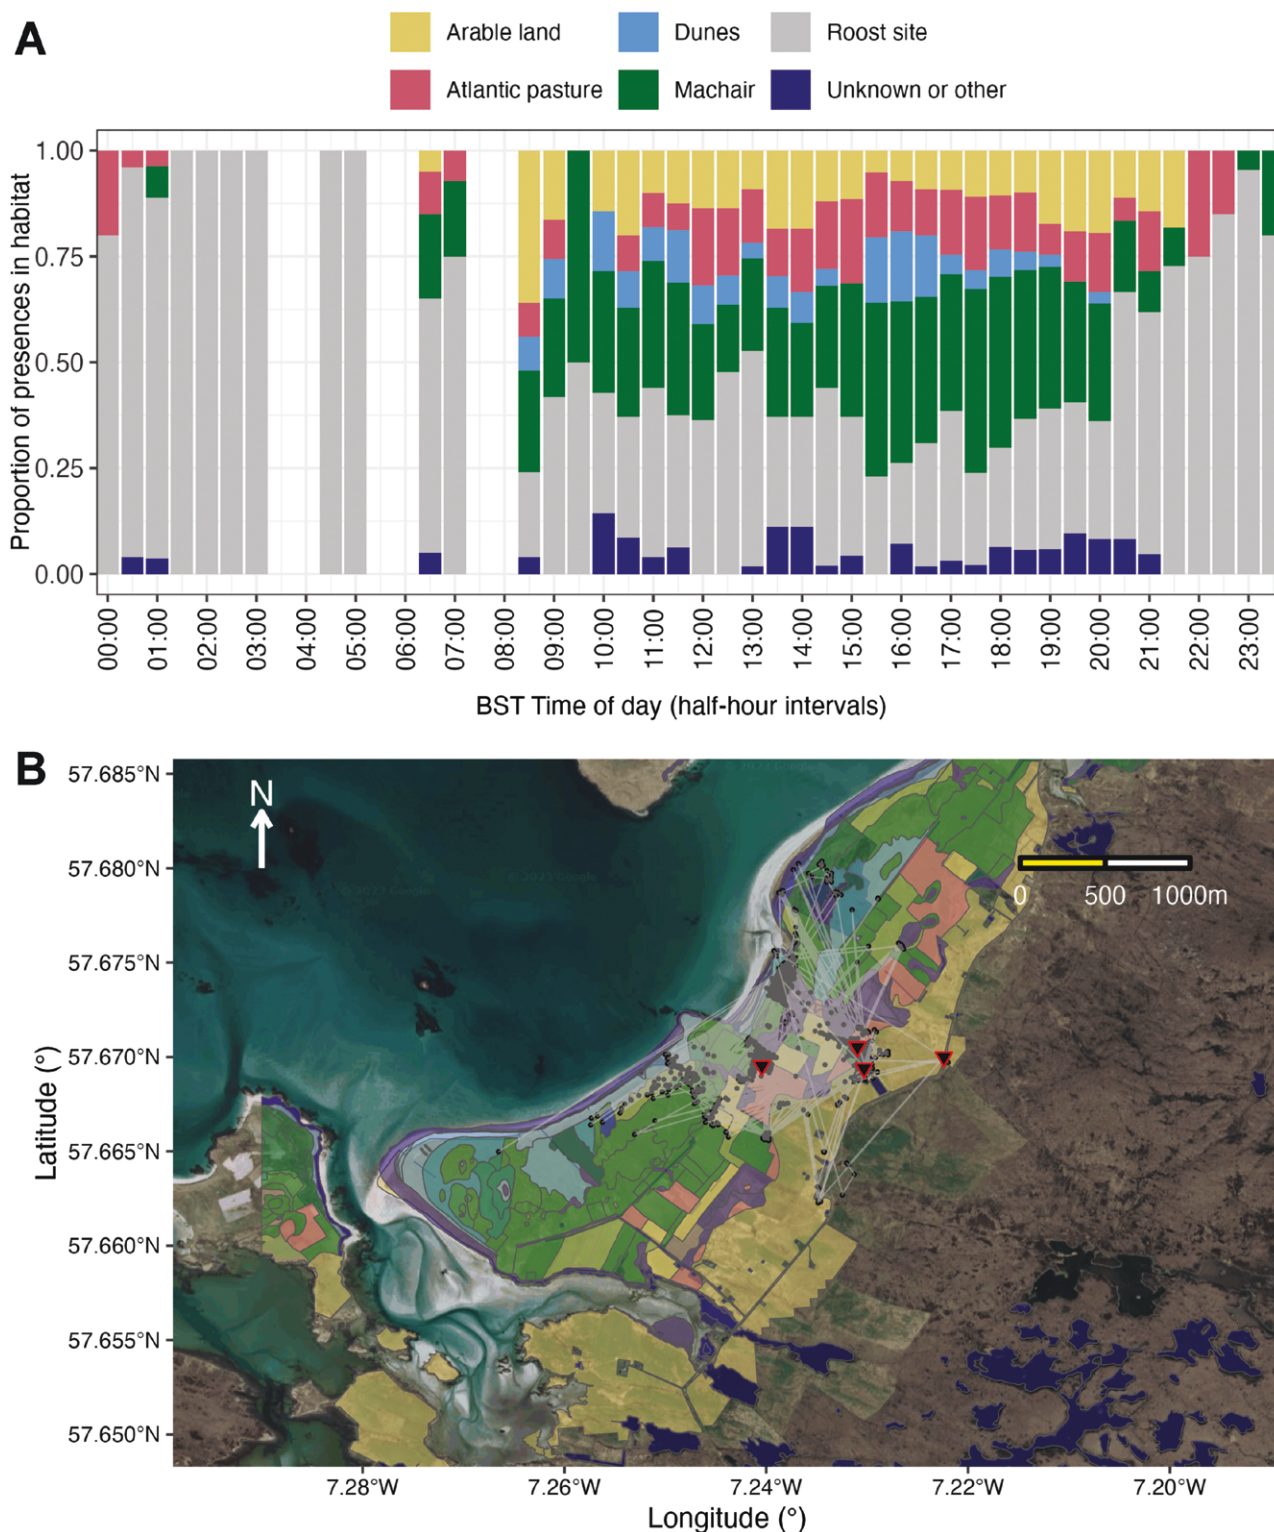 A
Arable land
Dunes
Roost site
Atlantic pasture
Machair
Unknown or other
1.00
0.75
0.50
0.25
0.00
Proportion of presences in habitat
00:00
01:00
02:00
03:00
04:00
05:00
06:00
07:00
08:00
09:00
10:00
11:00
12:00
13:00
14:00
15:00
16:00
17:00
18:00
19:00
20:00
21:00
22:00
23:00
BST Time of day (half-hour intervals)
B
57.685°N
57.680°N
57.675°N
57.670°N
57.665°N
57.660°N
57.655°N
57.650°N
Latitude (°)
N
0 500 1000m
7.28°W
7.26°W
7.24°W
7.22°W
7.20°W
Longitude (°)